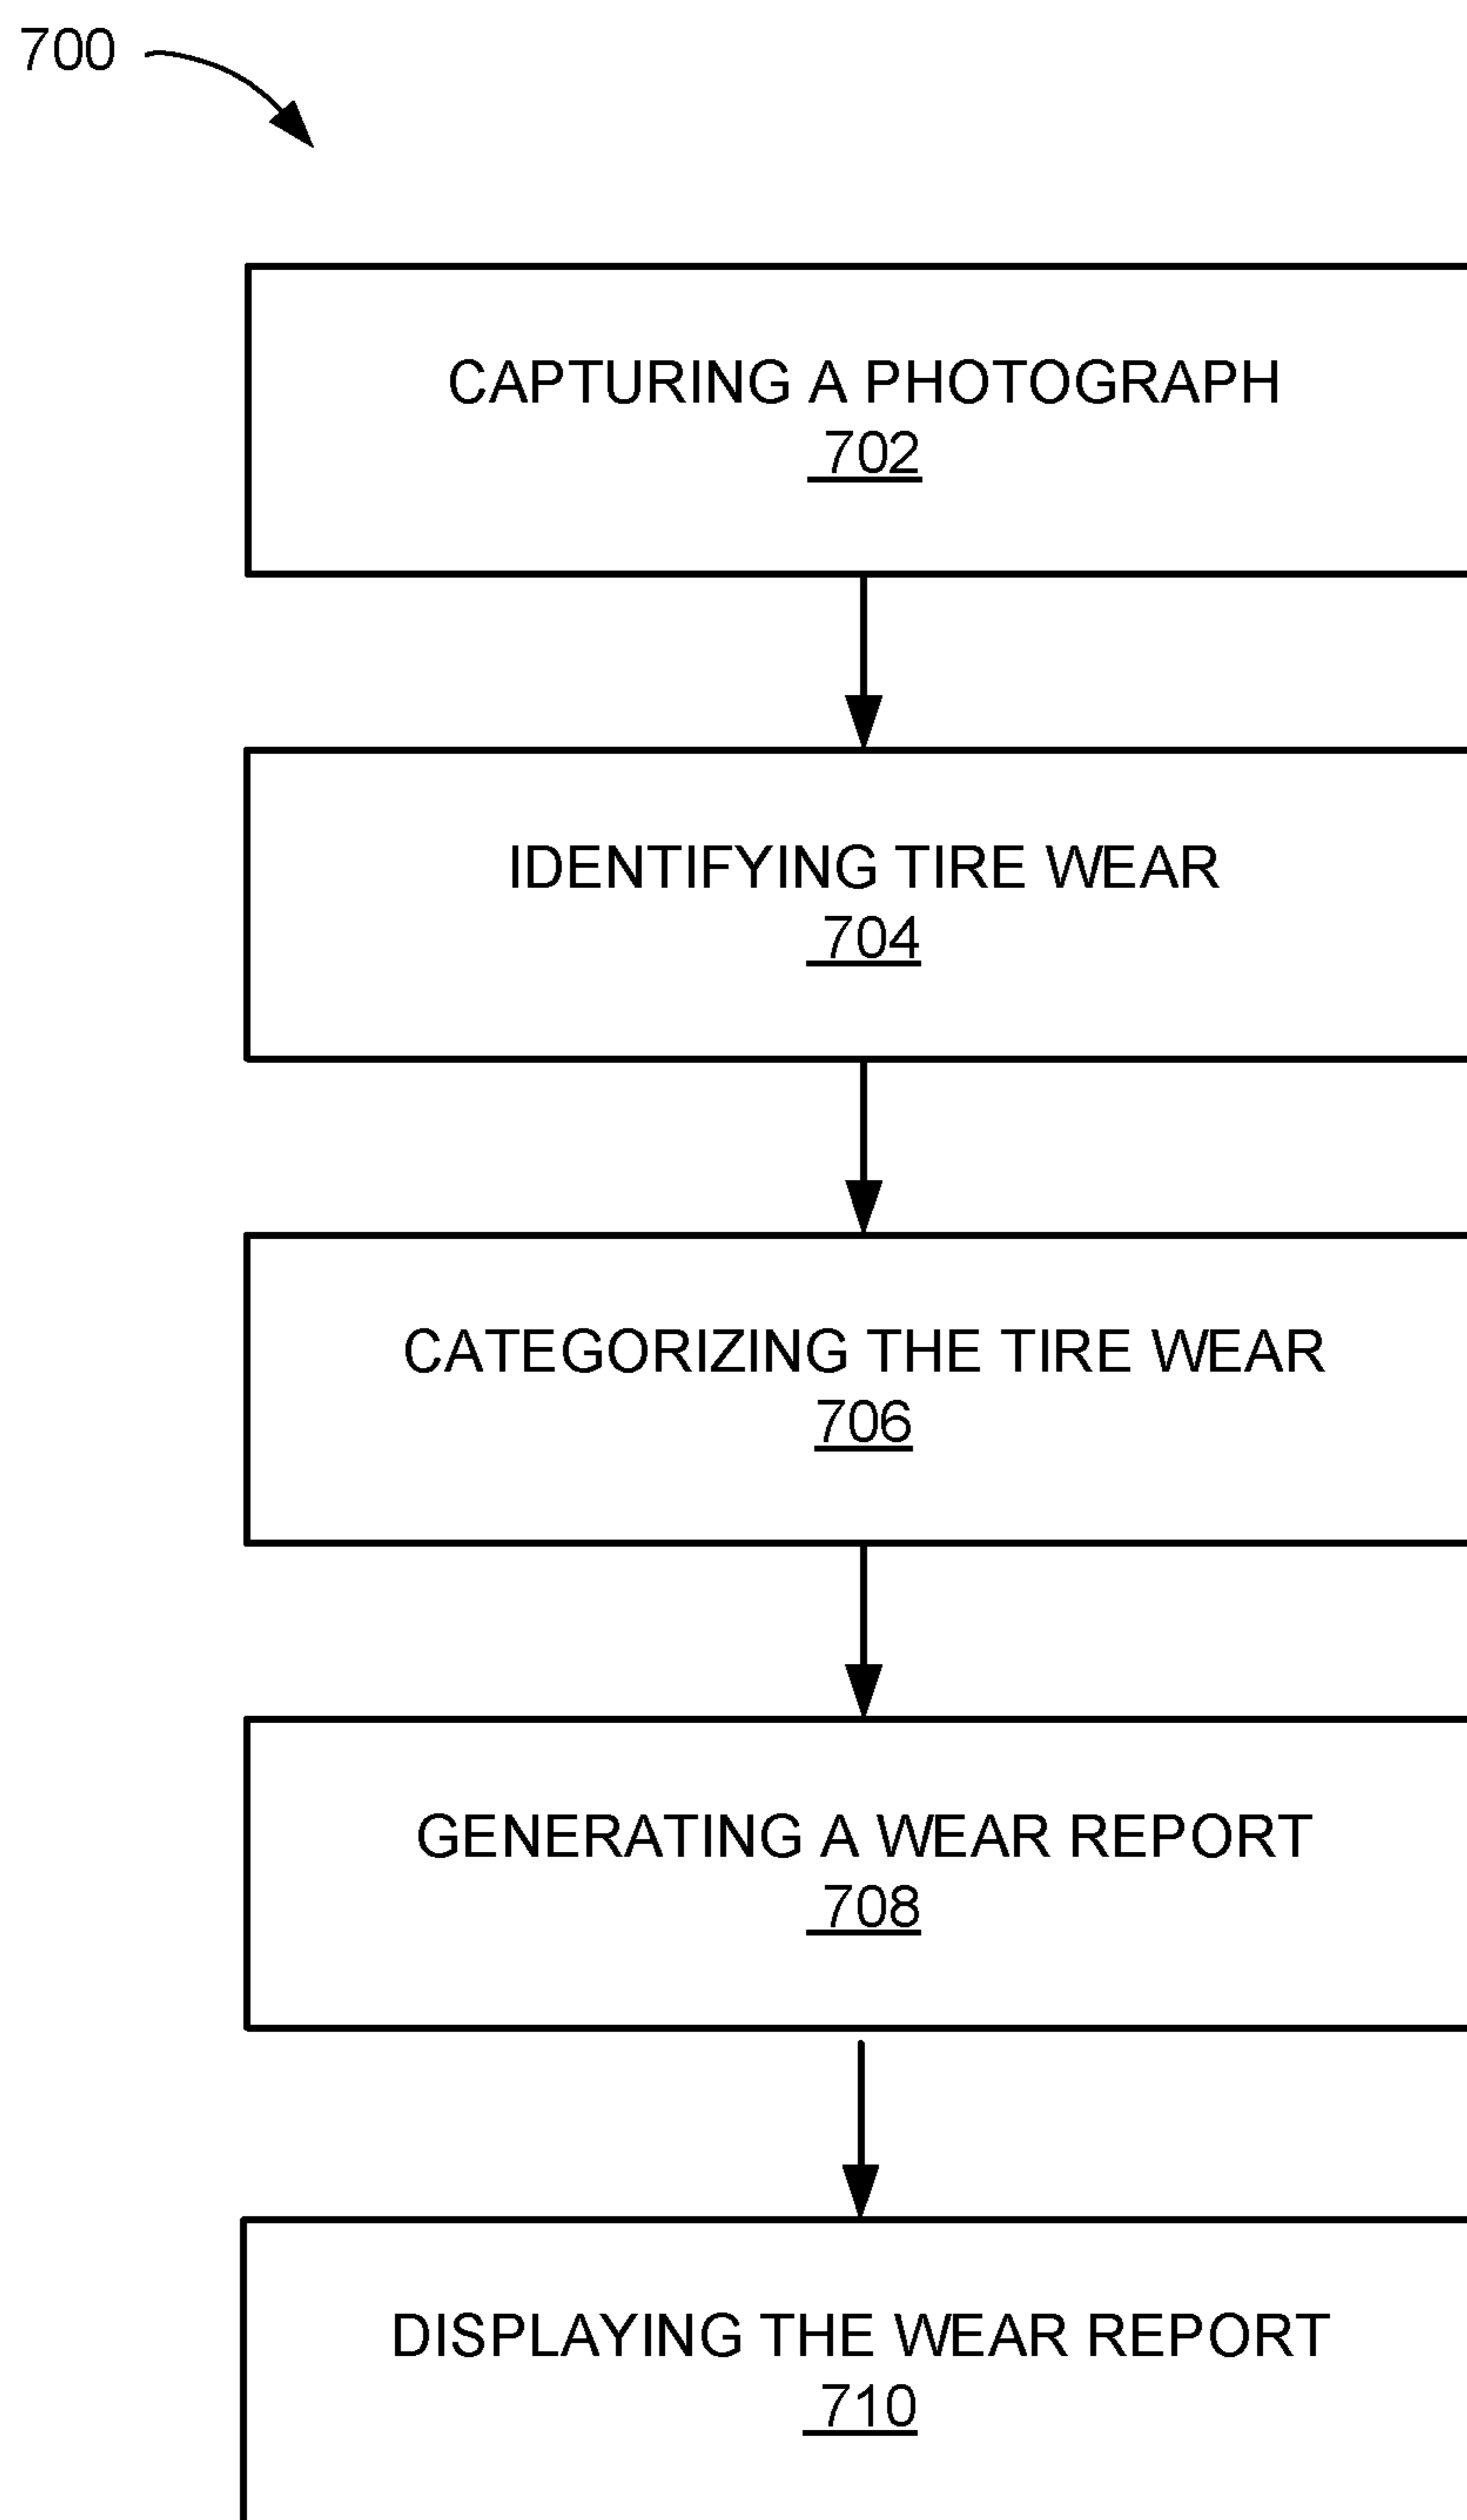 700
CAPTURING A PHOTOGRAPH
702
IDENTIFYING TIRE WEAR
704
CATEGORIZING THE TIRE WEAR
706
GENERATING A WEAR REPORT
708
DISPLAYING THE WEAR REPORT
710